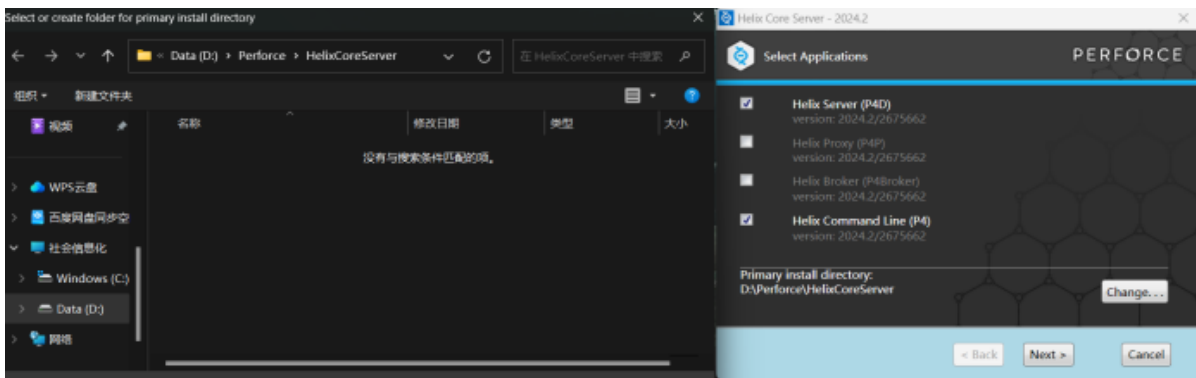 Select or create folder for primary install directory
Data (D:) › Perforce › HelixCoreServer
在 HelixCoreServer 中搜索
组织
新建文件夹
名称
修改日期
类型
大小
没有与搜索条件匹配的项。
视频
WPS云盘
百度网盘同步空
社会信息化
Windows (C:)
Data (D:)
网络
Helix Core Server - 2024.2
Select Applications
PERFORCE
Helix Server (P4D)
version: 2024.2/2675662
Helix Proxy (P4P)
version: 2024.2/2675662
Helix Broker (P4Broker)
version: 2024.2/2675662
Helix Command Line (P4)
version: 2024.2/2675662
Primary install directory:
D:\Perforce\HelixCoreServer
Change...
< Back
Next >
Cancel